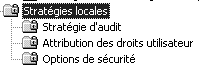 Stratégies locales
Stratégie d'audit
Attribution des droits utilisateur
Options de sécurité